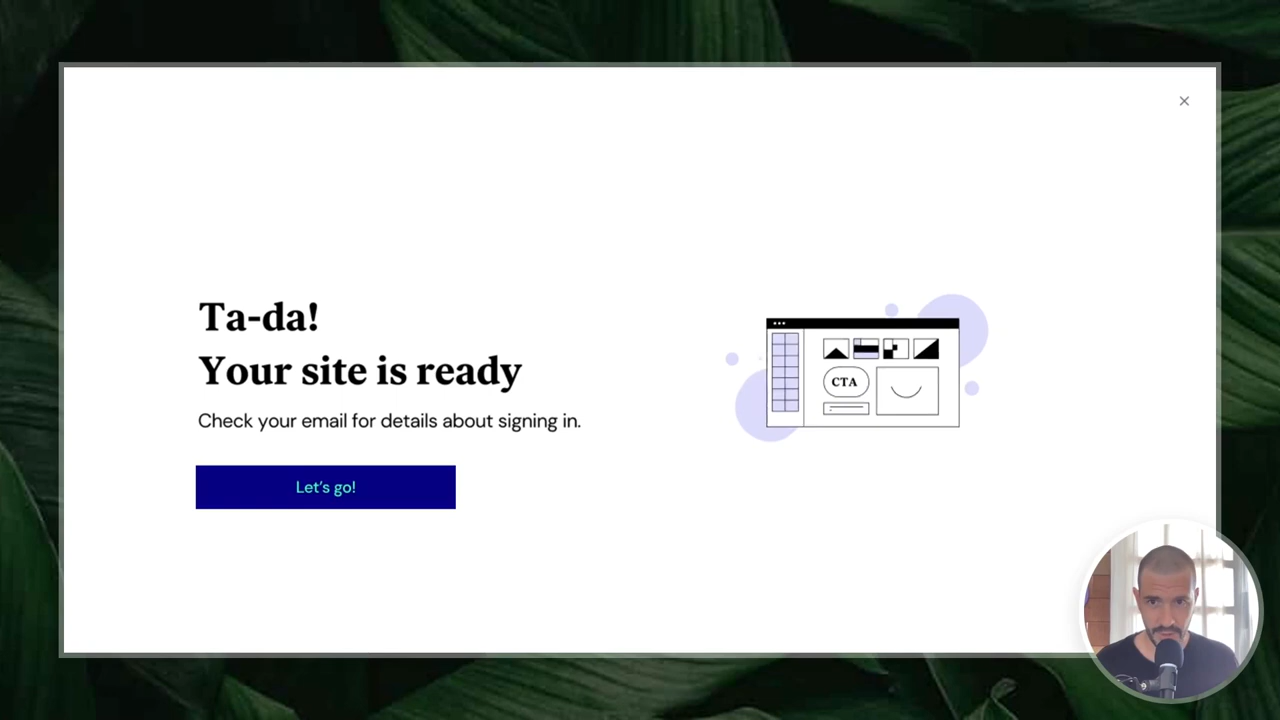 Ta-da!
Your site is ready
Check your email for details about signing in.
Let's go!
CTA